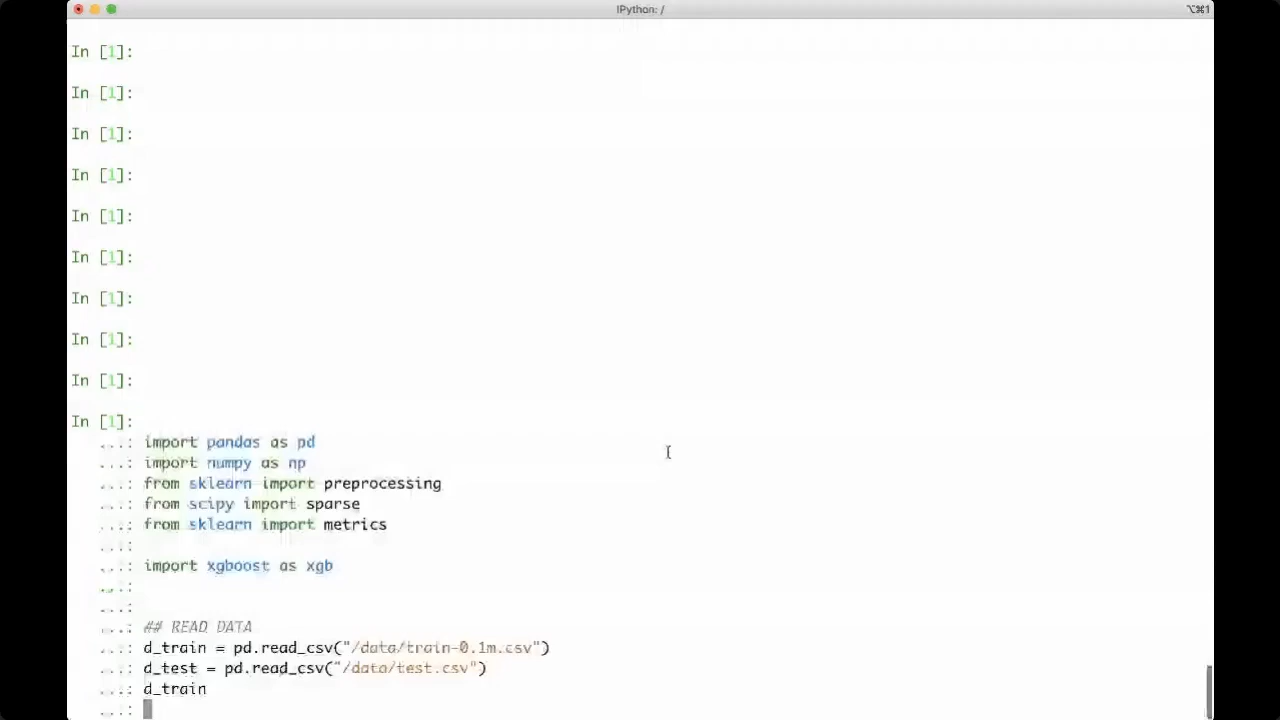 IPython: /
⌥⌘1
In [1]:
In [1]:
In [1]:
In [1]:
In [1]:
In [1]:
In [1]:
In [1]:
In [1]:
In [1]:
...: import pandas as pd
...: import numpy as np
...: from sklearn import preprocessing
...: from scipy import sparse
...: from sklearn import metrics
...:
...: import xgboost as xgb
...:
...:
...: ## READ DATA
...: d_train = pd.read_csv("/data/train-0.1m.csv")
...: d_test = pd.read_csv("/data/test.csv")
...: d_train
...: